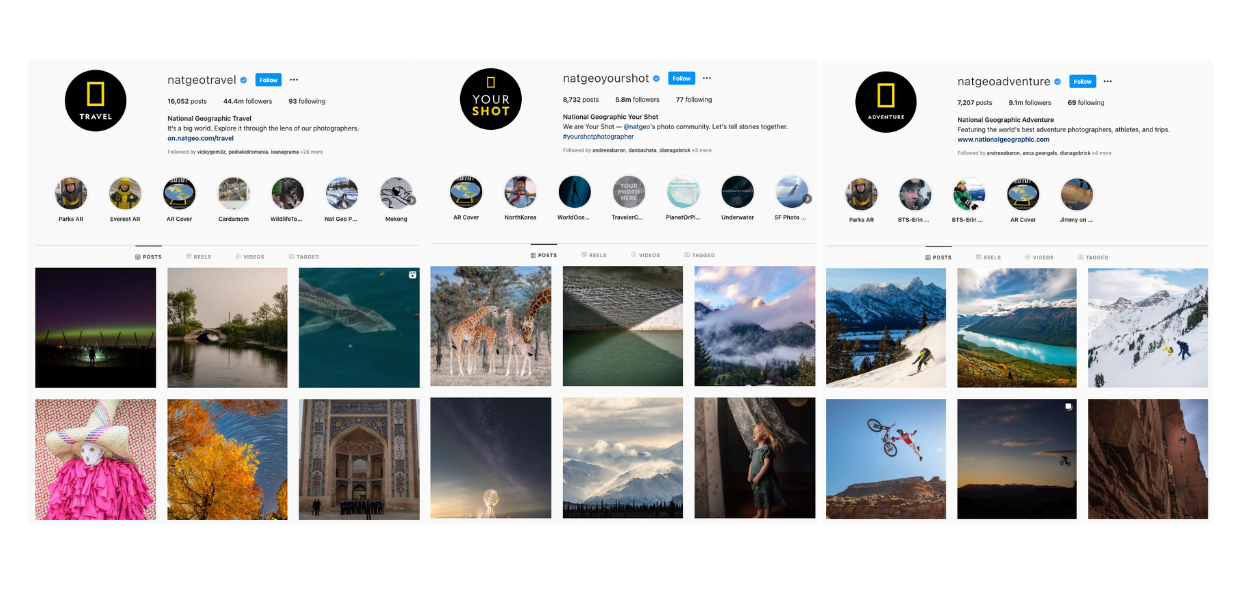 TRAVEL
natgeotravel
Follow
16,052 posts 44.4m followers 93 following
National Geographic Travel
It's a big world. Explore it through the lens of our photographers.
on.natgeo.com/travel
Followed by vickygom3z, pediakidromania, ioanagrama +26 more
Parks AR Everest AR AR Cover Cardamom WildlifeTo... Nat Geo P... Mekong
POSTS REELS VIDEOS TAGGED
YOUR
SHOT
natgeoyourshot
Follow
8,732 posts 5.8m followers 77 following
National Geographic Your Shot
We are Your Shot — @natgeo's photo community. Let's tell stories together.
#yourshotphotographer
Followed by andreeabaron, danbachata, dianagobrick +3 more
YOUR
PHOTO
HERE
AR Cover NorthKorea WorldOce... TravelerC... PlanetOrPl... Underwater SF Photo ...
POSTS REELS VIDEOS TAGGED
ADVENTURE
natgeoadventure
Follow
7,207 posts 9.1m followers 69 following
National Geographic Adventure
Featuring the world's best adventure photographers, athletes, and trips.
www.nationalgeographic.com
Followed by andreeabaron, anca.geangala, dianagobrick +4 more
Parks AR BTS-Erin ... BTS-Erin ... AR Cover Jimmy on ...
POSTS REELS VIDEOS TAGGED